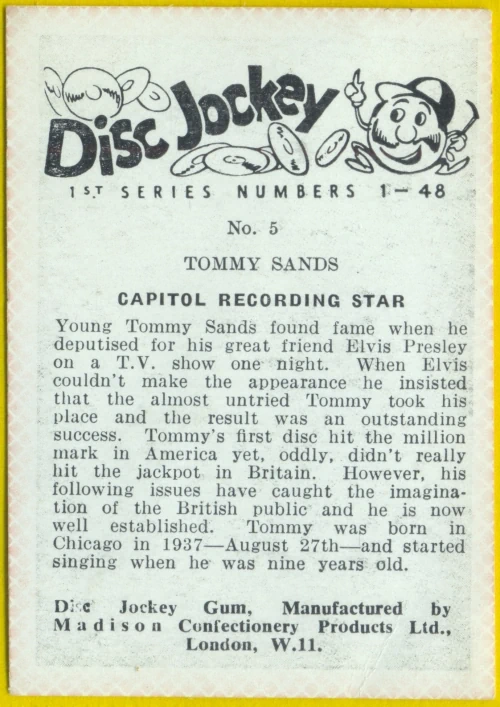 Disc Jockey
1ST SERIES NUMBERS 1—48
No. 5
TOMMY SANDS
CAPITOL RECORDING STAR
Young Tommy Sands found fame when he
deputised for his great friend Elvis Presley
on a T.V. show one night. When Elvis
couldn't make the appearance he insisted
that the almost untried Tommy took his
place and the result was an outstanding
success. Tommy's first disc hit the million
mark in America yet, oddly, didn't really
hit the jackpot in Britain. However, his
following issues have caught the imagina-
tion of the British public and he is now
well established. Tommy was born in
Chicago in 1937—August 27th—and started
singing when he was nine years old.
Disc Jockey Gum, Manufactured by
Madison Confectionery Products Ltd.,
London, W.11.